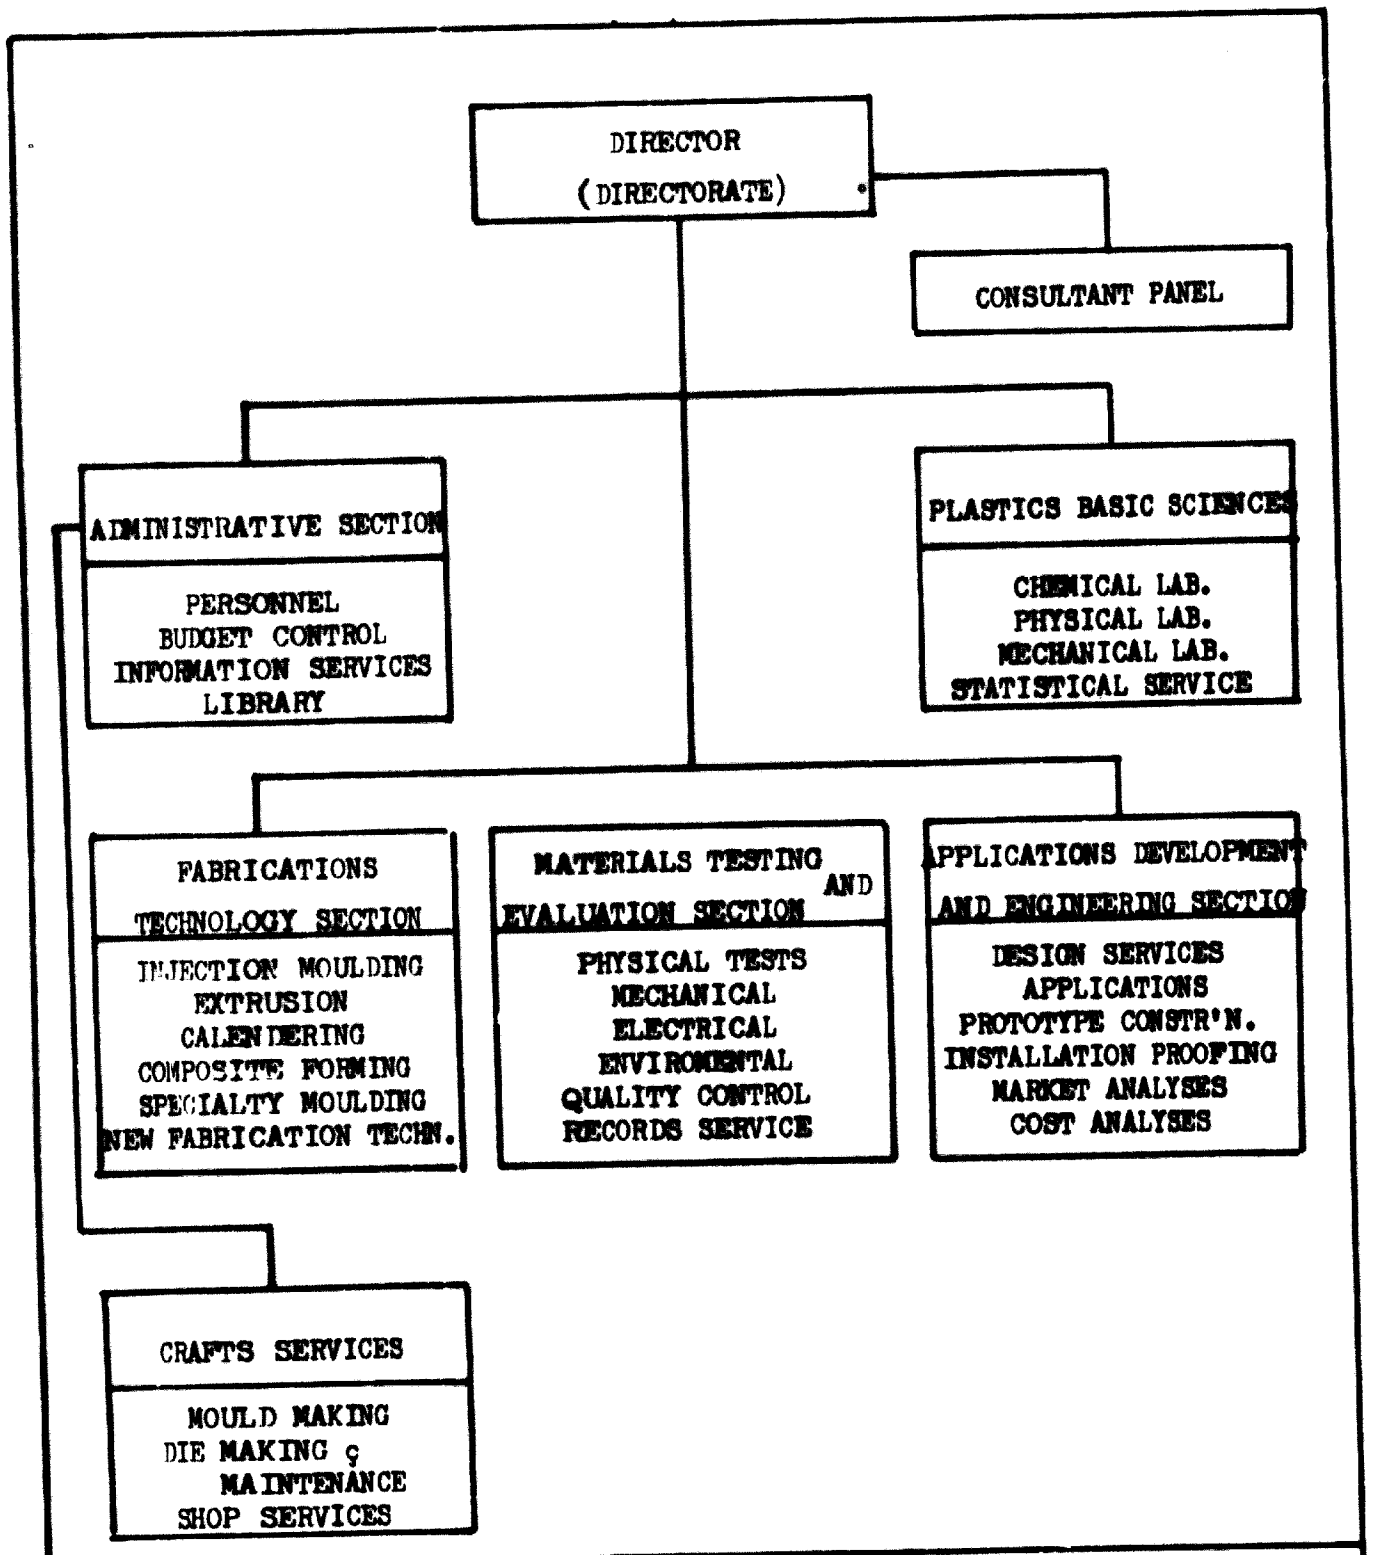 DIRECTOR
(DIRECTORATE)
CONSULTANT PANEL
ADMINISTRATIVE SECTION
PERSONNEL
BUDGET CONTROL
INFORMATION SERVICES
LIBRARY
PLASTICS BASIC SCIENCES
CHEMICAL LAB.
PHYSICAL LAB.
MECHANICAL LAB.
STATISTICAL SERVICE
FABRICATIONS
TECHNOLOGY SECTION
INJECTION MOULDING
EXTRUSION
CALENDERING
COMPOSITE FORMING
SPECIALTY MOULDING
NEW FABRICATION TECHN.
MATERIALS TESTING
AND
EVALUATION SECTION
PHYSICAL TESTS
MECHANICAL
ELECTRICAL
ENVIROMENTAL
QUALITY CONTROL
RECORDS SERVICE
APPLICATIONS DEVELOPMENT
AND ENGINEERING SECTION
DESIGN SERVICES
APPLICATIONS
PROTOTYPE CONSTR'N.
INSTALLATION PROOFING
MARKET ANALYSES
COST ANALYSES
CRAFTS SERVICES
MOULD MAKING
DIE MAKING ç
MAINTENANCE
SHOP SERVICES